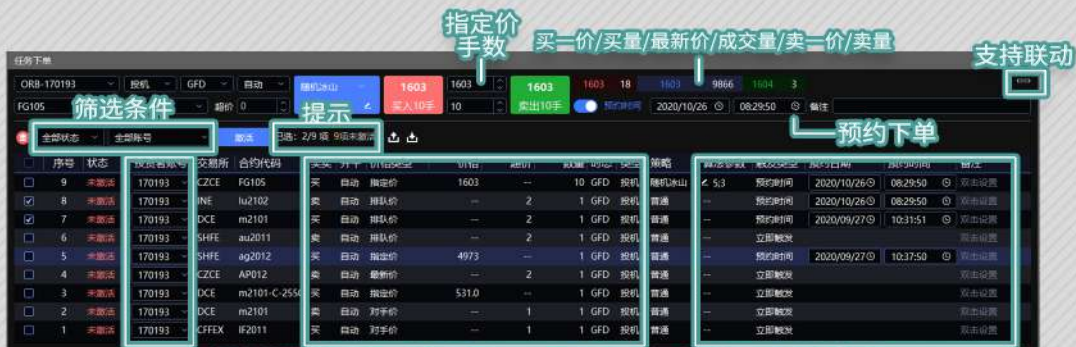 指定价
手数
买一价/买量/最新价/成交量/卖一价/卖量
支持联动
任务下单
ORB-170193 投机 GFD 自动 随机冰山 1603 1603 1603 1603 18 1603 9866 1604 3
FG105 超价 0 买入10手 10 卖出10手 预约时间 2020/10/26 08:29:50 备注
筛选条件
提示
预约下单
全部状态 全部账号 激活 已选: 2/9 项 9项未激活
序号 状态 投资者账号 交易所 合约代码 买卖 开平 价格类型 价格 超价 数量 时态 类型 策略 算法参数 触发类型 预约日期 预约时间 备注
9 未激活 170193 CZCE FG105 买 自动 指定价 1603 -- 10 GFD 投机 随机冰山 5;3 预约时间 2020/10/26 08:29:50 双击设置
8 未激活 170193 INE lu2102 卖 自动 排队价 -- 2 1 GFD 投机 普通 -- 预约时间 2020/10/26 08:29:50 双击设置
7 未激活 170193 DCE m2101 买 自动 排队价 -- 2 1 GFD 投机 普通 -- 预约时间 2020/09/27 10:31:51 双击设置
6 未激活 170193 SHFE au2011 卖 自动 排队价 -- 2 1 GFD 投机 普通 -- 立即触发 双击设置
5 未激活 170193 SHFE ag2012 买 自动 指定价 4973 -- 1 GFD 投机 普通 -- 预约时间 2020/09/27 10:37:50 双击设置
4 未激活 170193 CZCE AP012 卖 自动 最新价 -- 2 1 GFD 投机 普通 -- 立即触发 双击设置
3 未激活 170193 DCE m2101-C-2550 买 自动 指定价 531.0 -- 1 GFD 投机 普通 -- 立即触发 双击设置
2 未激活 170193 DCE m2101 卖 自动 对手价 -- 1 1 GFD 投机 普通 -- 立即触发 双击设置
1 未激活 170193 CFFEX IF2011 买 自动 对手价 -- 1 1 GFD 投机 普通 -- 立即触发 双击设置